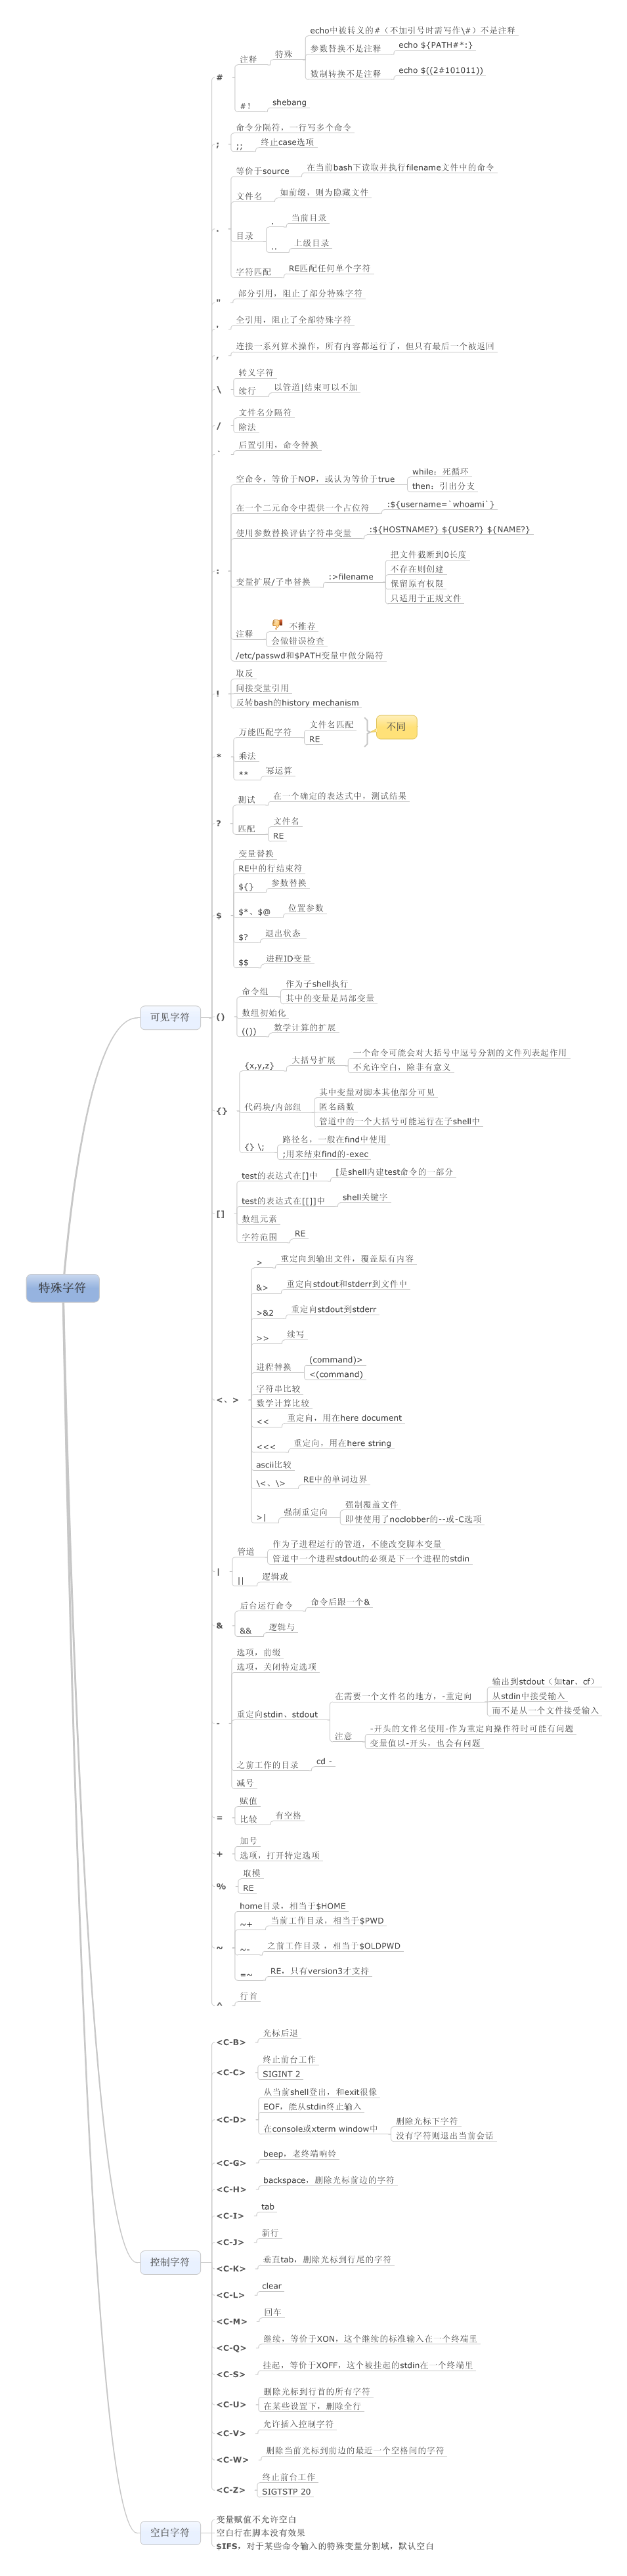 特殊字符
可见字符
#
注释
特殊
echo中被转义的#（不加引号时需写作\#）不是注释
参数替换不是注释
echo ${PATH#*:}
数制转换不是注释
echo $((2#101011))
#!
shebang
;
命令分隔符，一行写多个命令
;;
终止case选项
.
等价于source
在当前bash下读取并执行filename文件中的命令
文件名
如前缀，则为隐藏文件
目录
.
当前目录
..
上级目录
字符匹配
RE匹配任何单个字符
"
部分引用，阻止了部分特殊字符
'
全引用，阻止了全部特殊字符
,
连接一系列算术操作，所有内容都运行了，但只有最后一个被返回
\
转义字符
续行
以管道|结束可以不加
/
文件名分隔符
除法
`
后置引用，命令替换
:
空命令，等价于NOP，或认为等价于true
while：死循环
then：引出分支
在一个二元命令中提供一个占位符
:${username=`whoami`}
使用参数替换评估字符串变量
:${HOSTNAME?} ${USER?} ${NAME?}
变量扩展/子串替换
:>filename
把文件截断到0长度
不存在则创建
保留原有权限
只适用于正规文件
注释
不推荐
会做错误检查
/etc/passwd和$PATH变量中做分隔符
!
取反
间接变量引用
反转bash的history mechanism
*
万能匹配字符
文件名匹配
RE
不同
乘法
**
幂运算
?
测试
在一个确定的表达式中，测试结果
匹配
文件名
RE
$
变量替换
RE中的行结束符
${}
参数替换
$*、$@
位置参数
$?
退出状态
$$
进程ID变量
()
命令组
作为子shell执行
其中的变量是局部变量
数组初始化
(())
数学计算的扩展
{}
{x,y,z}
大括号扩展
一个命令可能会对大括号中逗号分割的文件列表起作用
不允许空白，除非有意义
代码块/内部组
其中变量对脚本其他部分可见
匿名函数
管道中的一个大括号可能运行在子shell中
{} \;
路径名，一般在find中使用
;用来结束find的-exec
[]
test的表达式在[]中
[是shell内建test命令的一部分
test的表达式在[[]]中
shell关键字
数组元素
字符范围
RE
<、>
>
重定向到输出文件，覆盖原有内容
&>
重定向stdout和stderr到文件中
>&2
重定向stdout到stderr
>>
续写
进程替换
(command)>
<(command)
字符串比较
数学计算比较
<<
重定向，用在here document
<<<
重定向，用在here string
ascii比较
\<、\>
RE中的单词边界
>|
强制重定向
强制覆盖文件
即使使用了noclobber的--或-C选项
|
管道
作为子进程运行的管道，不能改变脚本变量
管道中一个进程stdout的必须是下一个进程的stdin
||
逻辑或
&
后台运行命令
命令后跟一个&
&&
逻辑与
-
选项，前缀
选项，关闭特定选项
重定向stdin、stdout
在需要一个文件名的地方，-重定向
输出到stdout（如tar、cf）
从stdin中接受输入
而不是从一个文件接受输入
注意
-开头的文件名使用-作为重定向操作符时可能有问题
变量值以-开头，也会有问题
之前工作的目录
cd -
减号
=
赋值
比较
有空格
+
加号
选项，打开特定选项
%
取模
RE
~
home目录，相当于$HOME
~+
当前工作目录，相当于$PWD
~-
之前工作目录，相当于$OLDPWD
=~
RE，只有version3才支持
^
行首
控制字符
<C-B>
光标后退
<C-C>
终止前台工作
SIGINT 2
<C-D>
从当前shell登出，和exit很像
EOF，能从stdin终止输入
在console或xterm window中
删除光标下字符
没有字符则退出当前会话
<C-G>
beep，老终端响铃
<C-H>
backspace，删除光标前边的字符
<C-I>
tab
<C-J>
新行
<C-K>
垂直tab，删除光标到行尾的字符
<C-L>
clear
<C-M>
回车
<C-Q>
继续，等价于XON，这个继续的标准输入在一个终端里
<C-S>
挂起，等价于XOFF，这个被挂起的stdin在一个终端里
<C-U>
删除光标到行首的所有字符
在某些设置下，删除全行
<C-V>
允许插入控制字符
<C-W>
删除当前光标到前边的最近一个空格间的字符
<C-Z>
终止前台工作
SIGTSTP 20
空白字符
变量赋值不允许空白
空白行在脚本没有效果
$IFS，对于某些命令输入的特殊变量分割域，默认空白